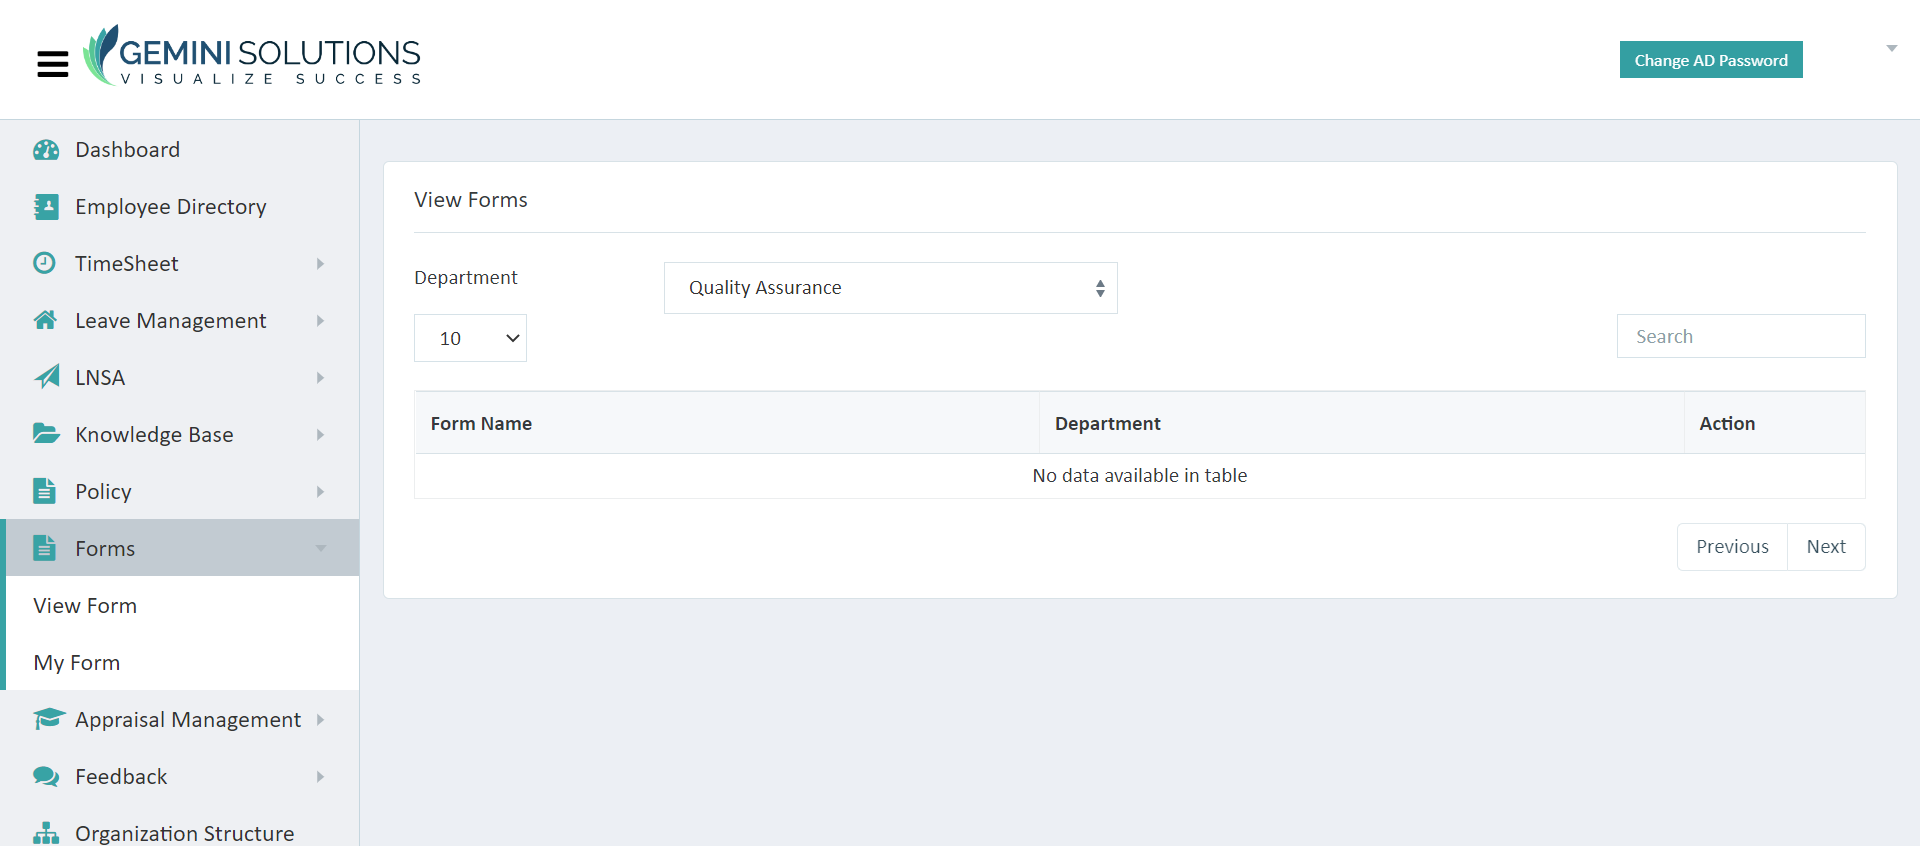 GEMINI SOLUTIONS
VISUALIZE SUCCESS
Change AD Password
Dashboard
Employee Directory
TimeSheet
Leave Management
LNSA
Knowledge Base
Policy
Forms
View Form
My Form
Appraisal Management
Feedback
Organization Structure
View Forms
Department
Quality Assurance
10
Search
Form Name Department Action
No data available in table
Previous Next